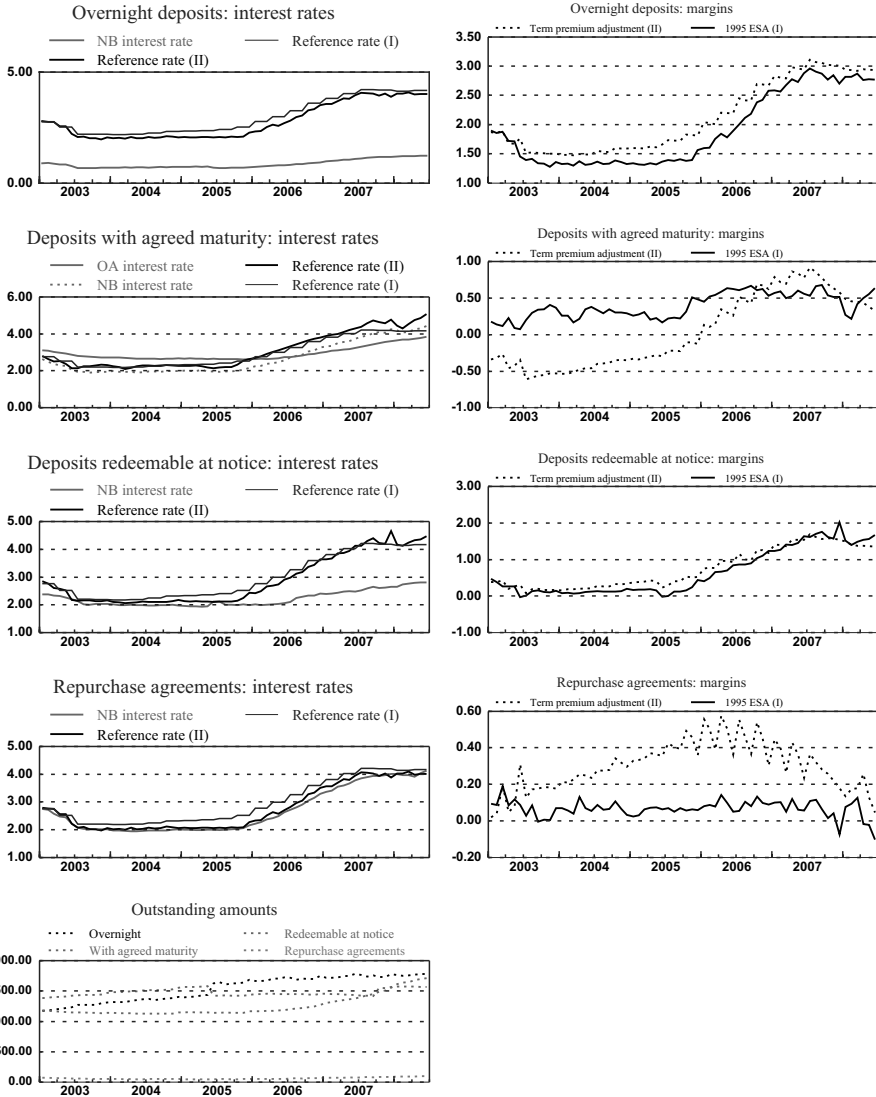 Overnight deposits: interest rates
NB interest rate Reference rate (I)
Reference rate (II)
5.00
0.00
2003 2004 2005 2006 2007
Overnight deposits: margins
Term premium adjustment (II) 1995 ESA (I)
3.50
3.00
2.50
2.00
1.50
1.00
2003 2004 2005 2006 2007
Deposits with agreed maturity: interest rates
OA interest rate Reference rate (II)
NB interest rate Reference rate (I)
6.00
4.00
2.00
0.00
2003 2004 2005 2006 2007
Deposits with agreed maturity: margins
Term premium adjustment (II) 1995 ESA (I)
1.00
0.50
0.00
-0.50
-1.00
2003 2004 2005 2006 2007
Deposits redeemable at notice: interest rates
NB interest rate Reference rate (I)
Reference rate (II)
5.00
4.00
3.00
2.00
1.00
2003 2004 2005 2006 2007
Deposits redeemable at notice: margins
Term premium adjustment (II) 1995 ESA (I)
3.00
2.00
1.00
0.00
-1.00
2003 2004 2005 2006 2007
Repurchase agreements: interest rates
NB interest rate Reference rate (I)
Reference rate (II)
5.00
4.00
3.00
2.00
1.00
2003 2004 2005 2006 2007
Repurchase agreements: margins
Term premium adjustment (II) 1995 ESA (I)
0.60
0.40
0.20
0.00
-0.20
2003 2004 2005 2006 2007
Outstanding amounts
Overnight Redeemable at notice
With agreed maturity Repurchase agreements
000.00
500.00
000.00
500.00
0.00
2003 2004 2005 2006 2007